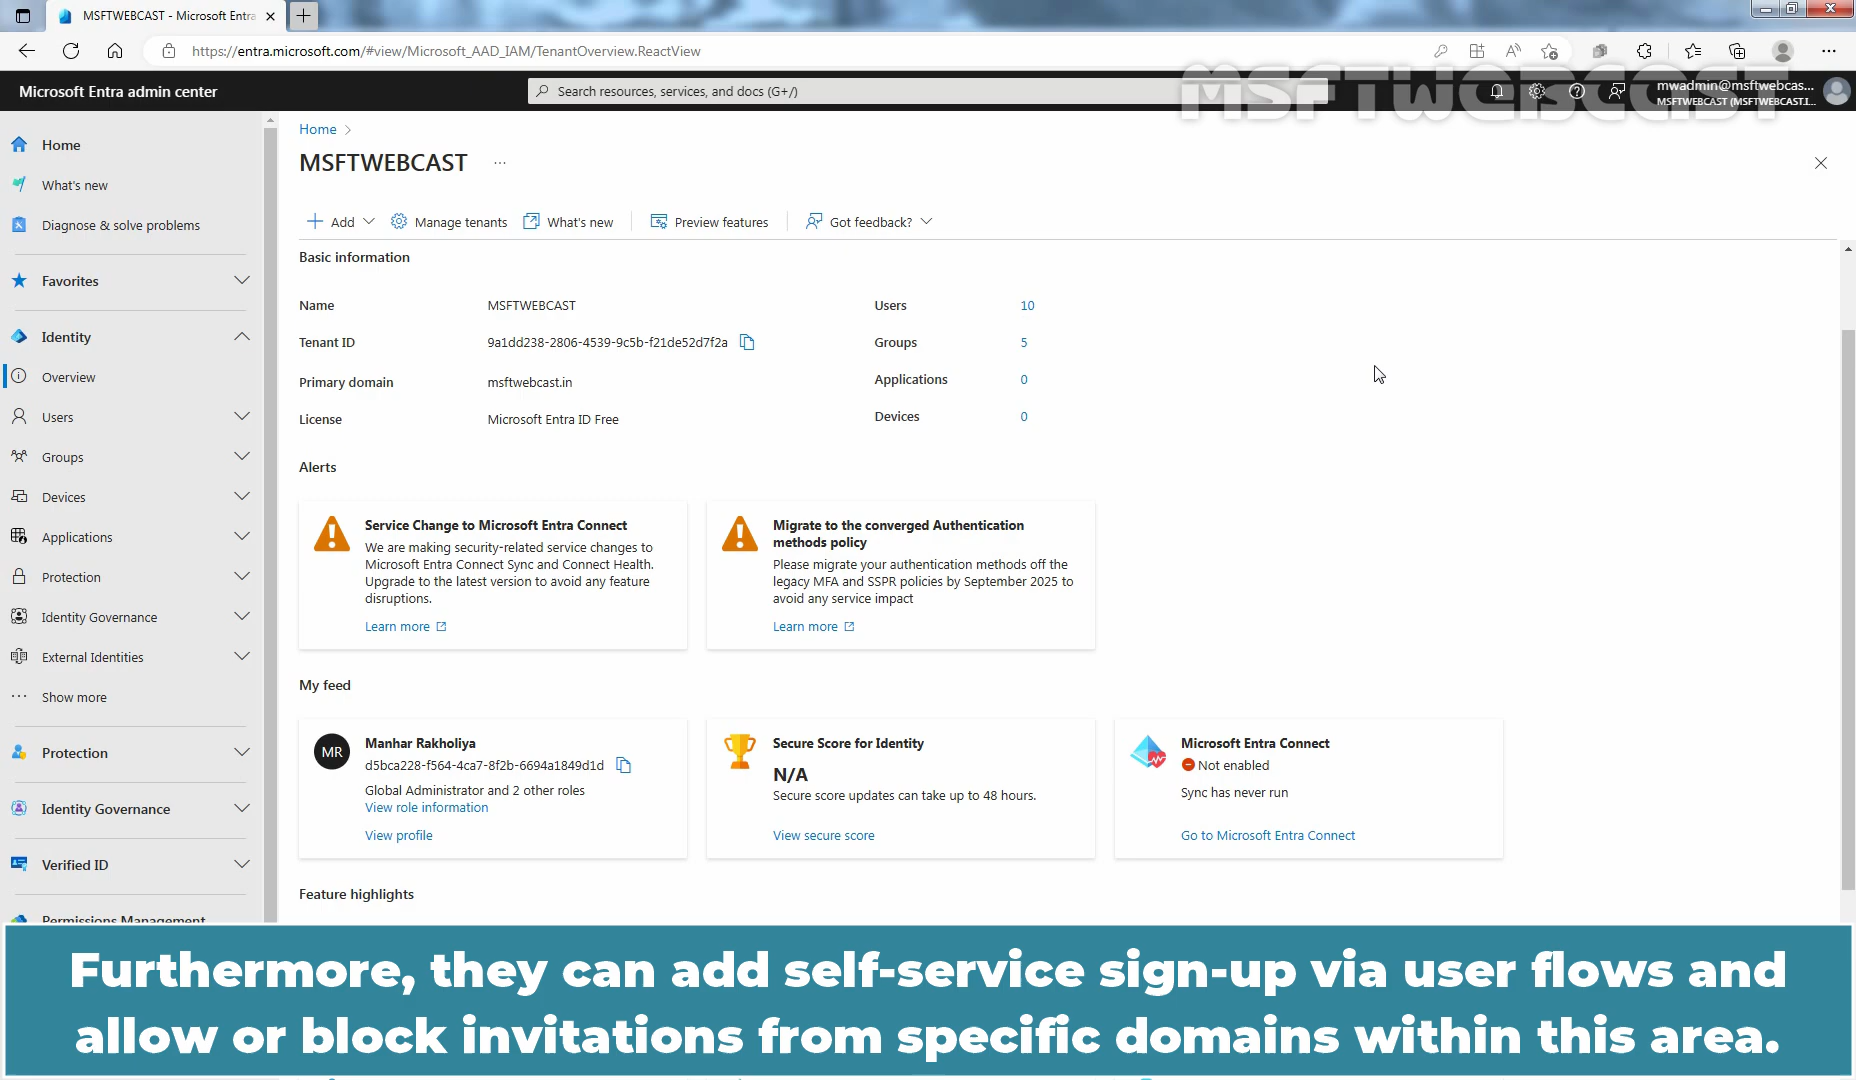 MSFTWEBCAST - Microsoft Entra
https://entra.microsoft.com/#view/Microsoft_AAD_IAM/TenantOverview.ReactView
MSFTWEBCAST
Microsoft Entra admin center
Search resources, services, and docs (G+/)
mwadmin@msftwebcas...
MSFTWEBCAST (MSFTWEBCAST.I...
Home
What's new
Diagnose & solve problems
Favorites
Identity
Overview
Users
Groups
Devices
Applications
Protection
Identity Governance
External Identities
Show more
Protection
Identity Governance
Verified ID
Permissions Management
Home
MSFTWEBCAST
Add
Manage tenants
What's new
Preview features
Got feedback?
Basic information
Name MSFTWEBCAST
Tenant ID 9a1dd238-2806-4539-9c5b-f21de52d7f2a
Primary domain msftwebcast.in
License Microsoft Entra ID Free
Users 10
Groups 5
Applications 0
Devices 0
Alerts
Service Change to Microsoft Entra Connect
We are making security-related service changes to
Microsoft Entra Connect Sync and Connect Health.
Upgrade to the latest version to avoid any feature
disruptions.
Learn more
Migrate to the converged Authentication
methods policy
Please migrate your authentication methods off the
legacy MFA and SSPR policies by September 2025 to
avoid any service impact
Learn more
My feed
MR
Manhar Rakholiya
d5bca228-f564-4ca7-8f2b-6694a1849d1d
Global Administrator and 2 other roles
View role information
View profile
Secure Score for Identity
N/A
Secure score updates can take up to 48 hours.
View secure score
Microsoft Entra Connect
Not enabled
Sync has never run
Go to Microsoft Entra Connect
Feature highlights
Furthermore, they can add self-service sign-up via user flows and
allow or block invitations from specific domains within this area.